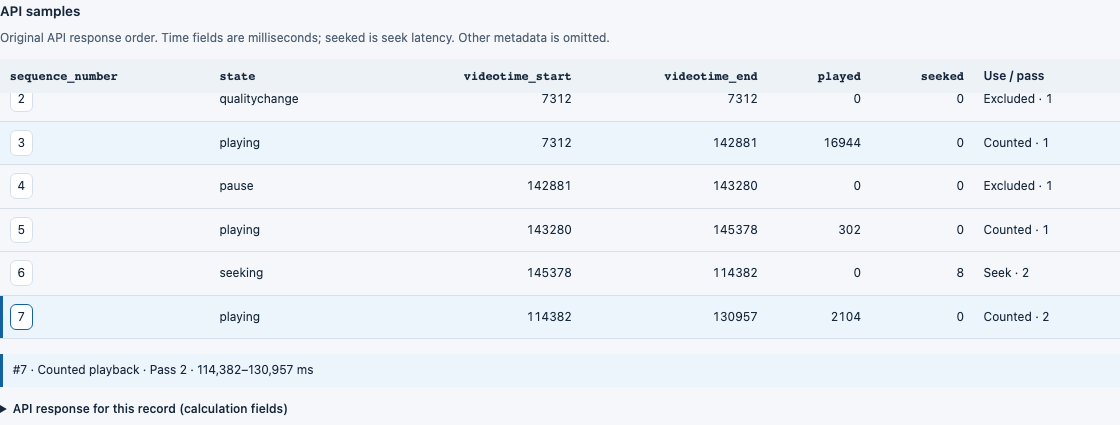 API samples
Original API response order. Time fields are milliseconds; seeked is seek latency. Other metadata is omitted.
sequence_number state videotime_start videotime_end played seeked Use / pass
2 qualitychange 7312 7312 0 0 Excluded · 1
3 playing 7312 142881 16944 0 Counted · 1
4 pause 142881 143280 0 0 Excluded · 1
5 playing 143280 145378 302 0 Counted · 1
6 seeking 145378 114382 0 8 Seek · 2
7 playing 114382 130957 2104 0 Counted · 2
#7 · Counted playback · Pass 2 · 114,382–130,957 ms
API response for this record (calculation fields)